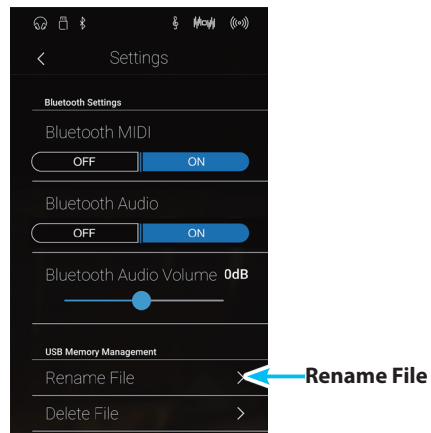 Settings
Bluetooth Settings
Bluetooth MIDI
OFF ON
Bluetooth Audio
OFF ON
Bluetooth Audio Volume 0dB
USB Memory Management
Rename File
Rename File
Delete File